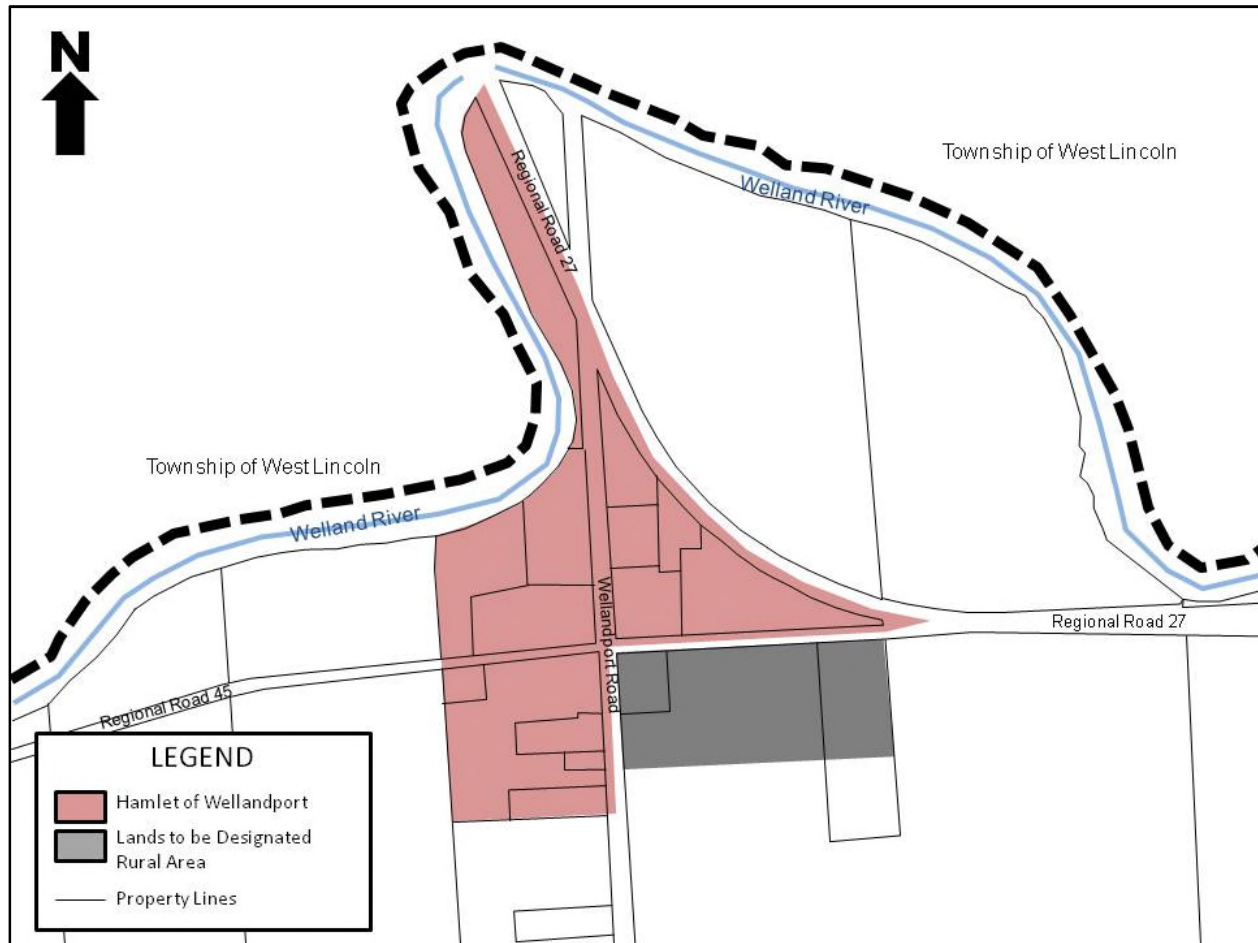 N
Township of West Lincoln
Regional Road 27
Welland River
Township of West Lincoln
Welland River
Wellandport Road
Regional Road 27
Regional Road 45
LEGEND
Hamlet of Wellandport
Lands to be Designated
Rural Area
Property Lines